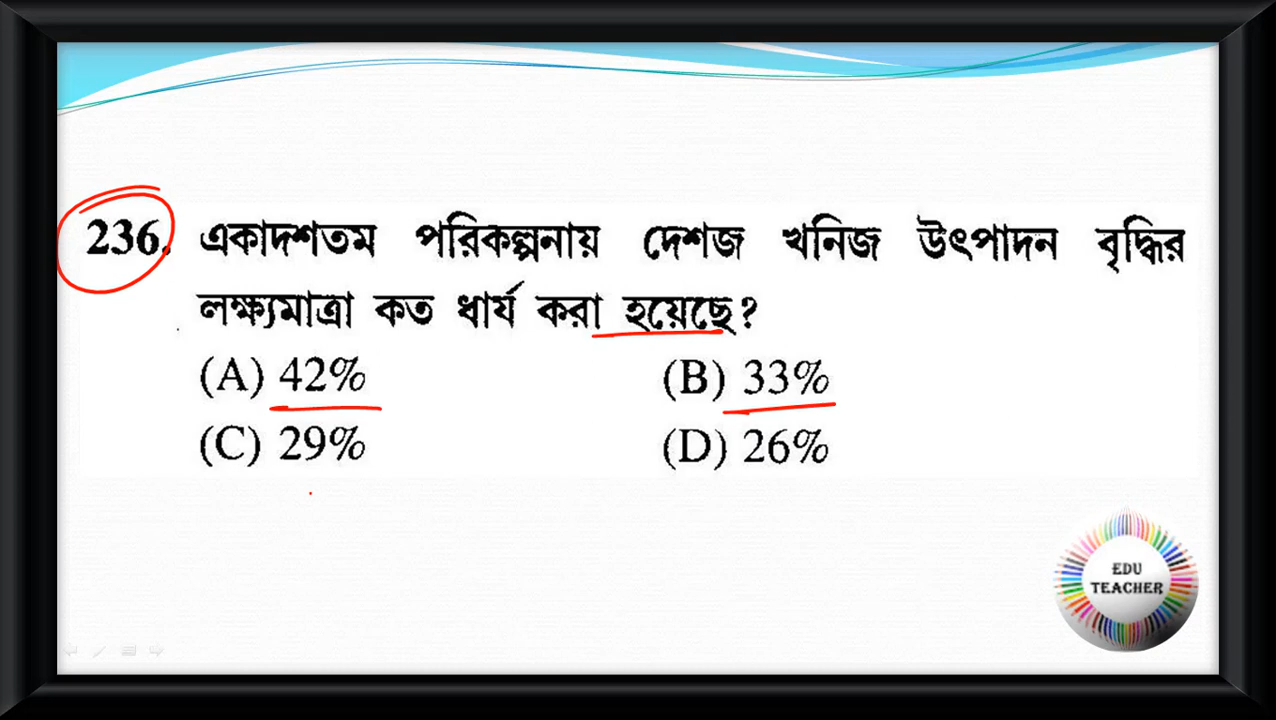 236. একাদশতম পরিকল্পনায় দেশজ খনিজ উৎপাদন বৃদ্ধির
লক্ষ্যমাত্রা কত ধার্য করা হয়েছে?
(A) 42% (B) 33%
(C) 29% (D) 26%
EDU
TEACHER